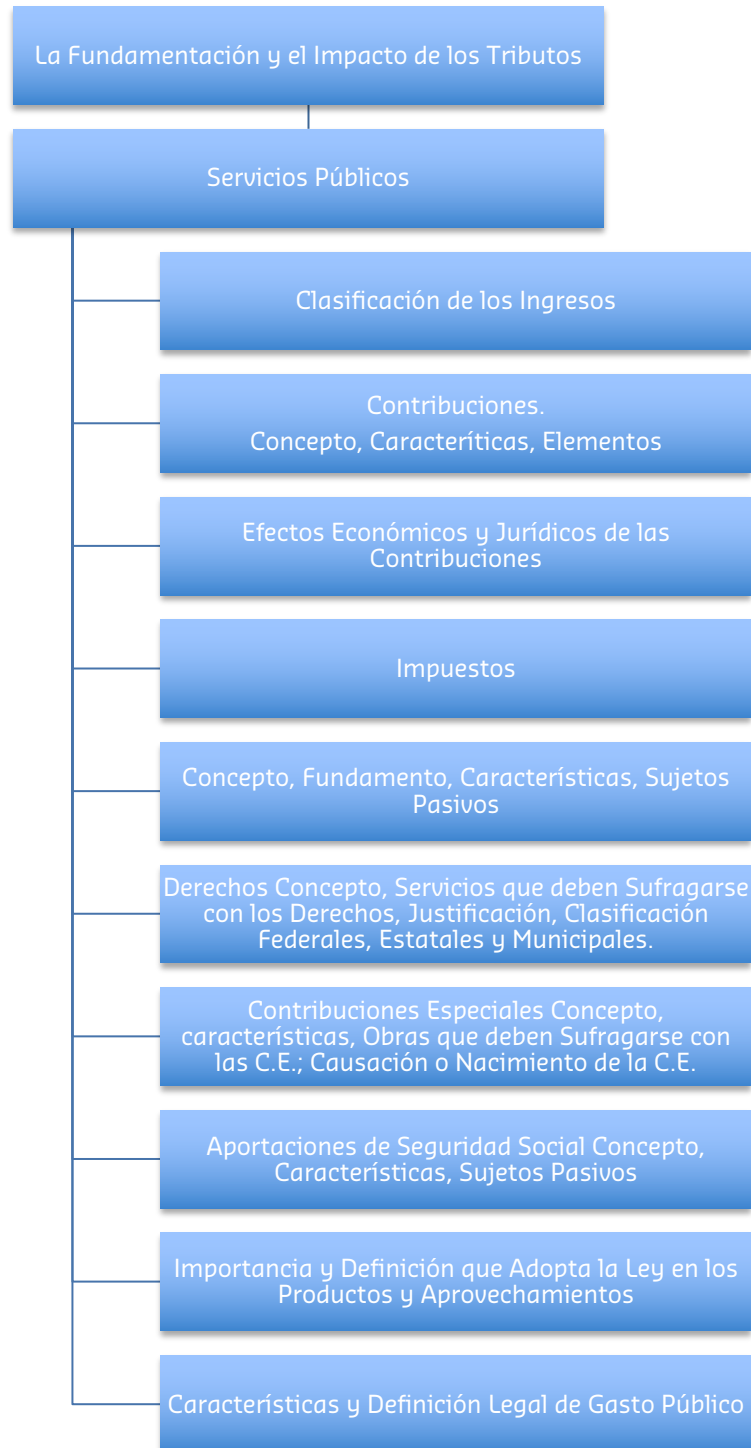 La Fundamentación y el Impacto de los Tributos
Servicios Públicos
Clasificación de los Ingresos
Contribuciones.
Concepto, Caracteríticas, Elementos
Efectos Económicos y Jurídicos de las
Contribuciones
Impuestos
Concepto, Fundamento, Características, Sujetos
Pasivos
Derechos Concepto, Servicios que deben Sufragarse
con los Derechos, Justificación, Clasificación
Federales, Estatales y Municipales.
Contribuciones Especiales Concepto,
características, Obras que deben Sufragarse con
las C.E.; Causación o Nacimiento de la C.E.
Aportaciones de Seguridad Social Concepto,
Características, Sujetos Pasivos
Importancia y Definición que Adopta la Ley en los
Productos y Aprovechamientos
Características y Definición Legal de Gasto Público